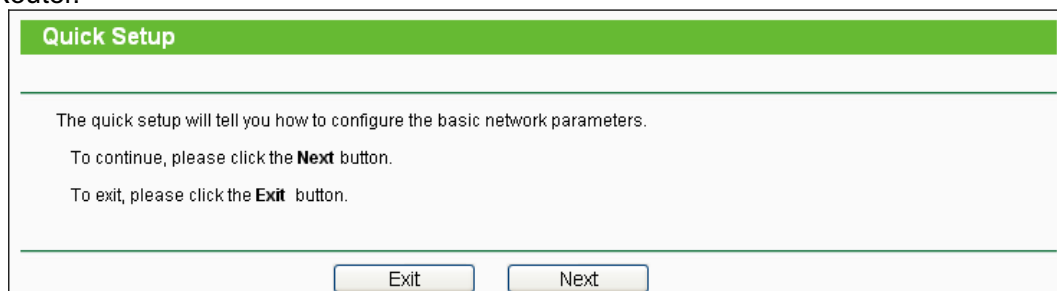 Quick Setup
The quick setup will tell you how to configure the basic network parameters.
To continue, please click the Next button.
To exit, please click the Exit button.
Exit Next